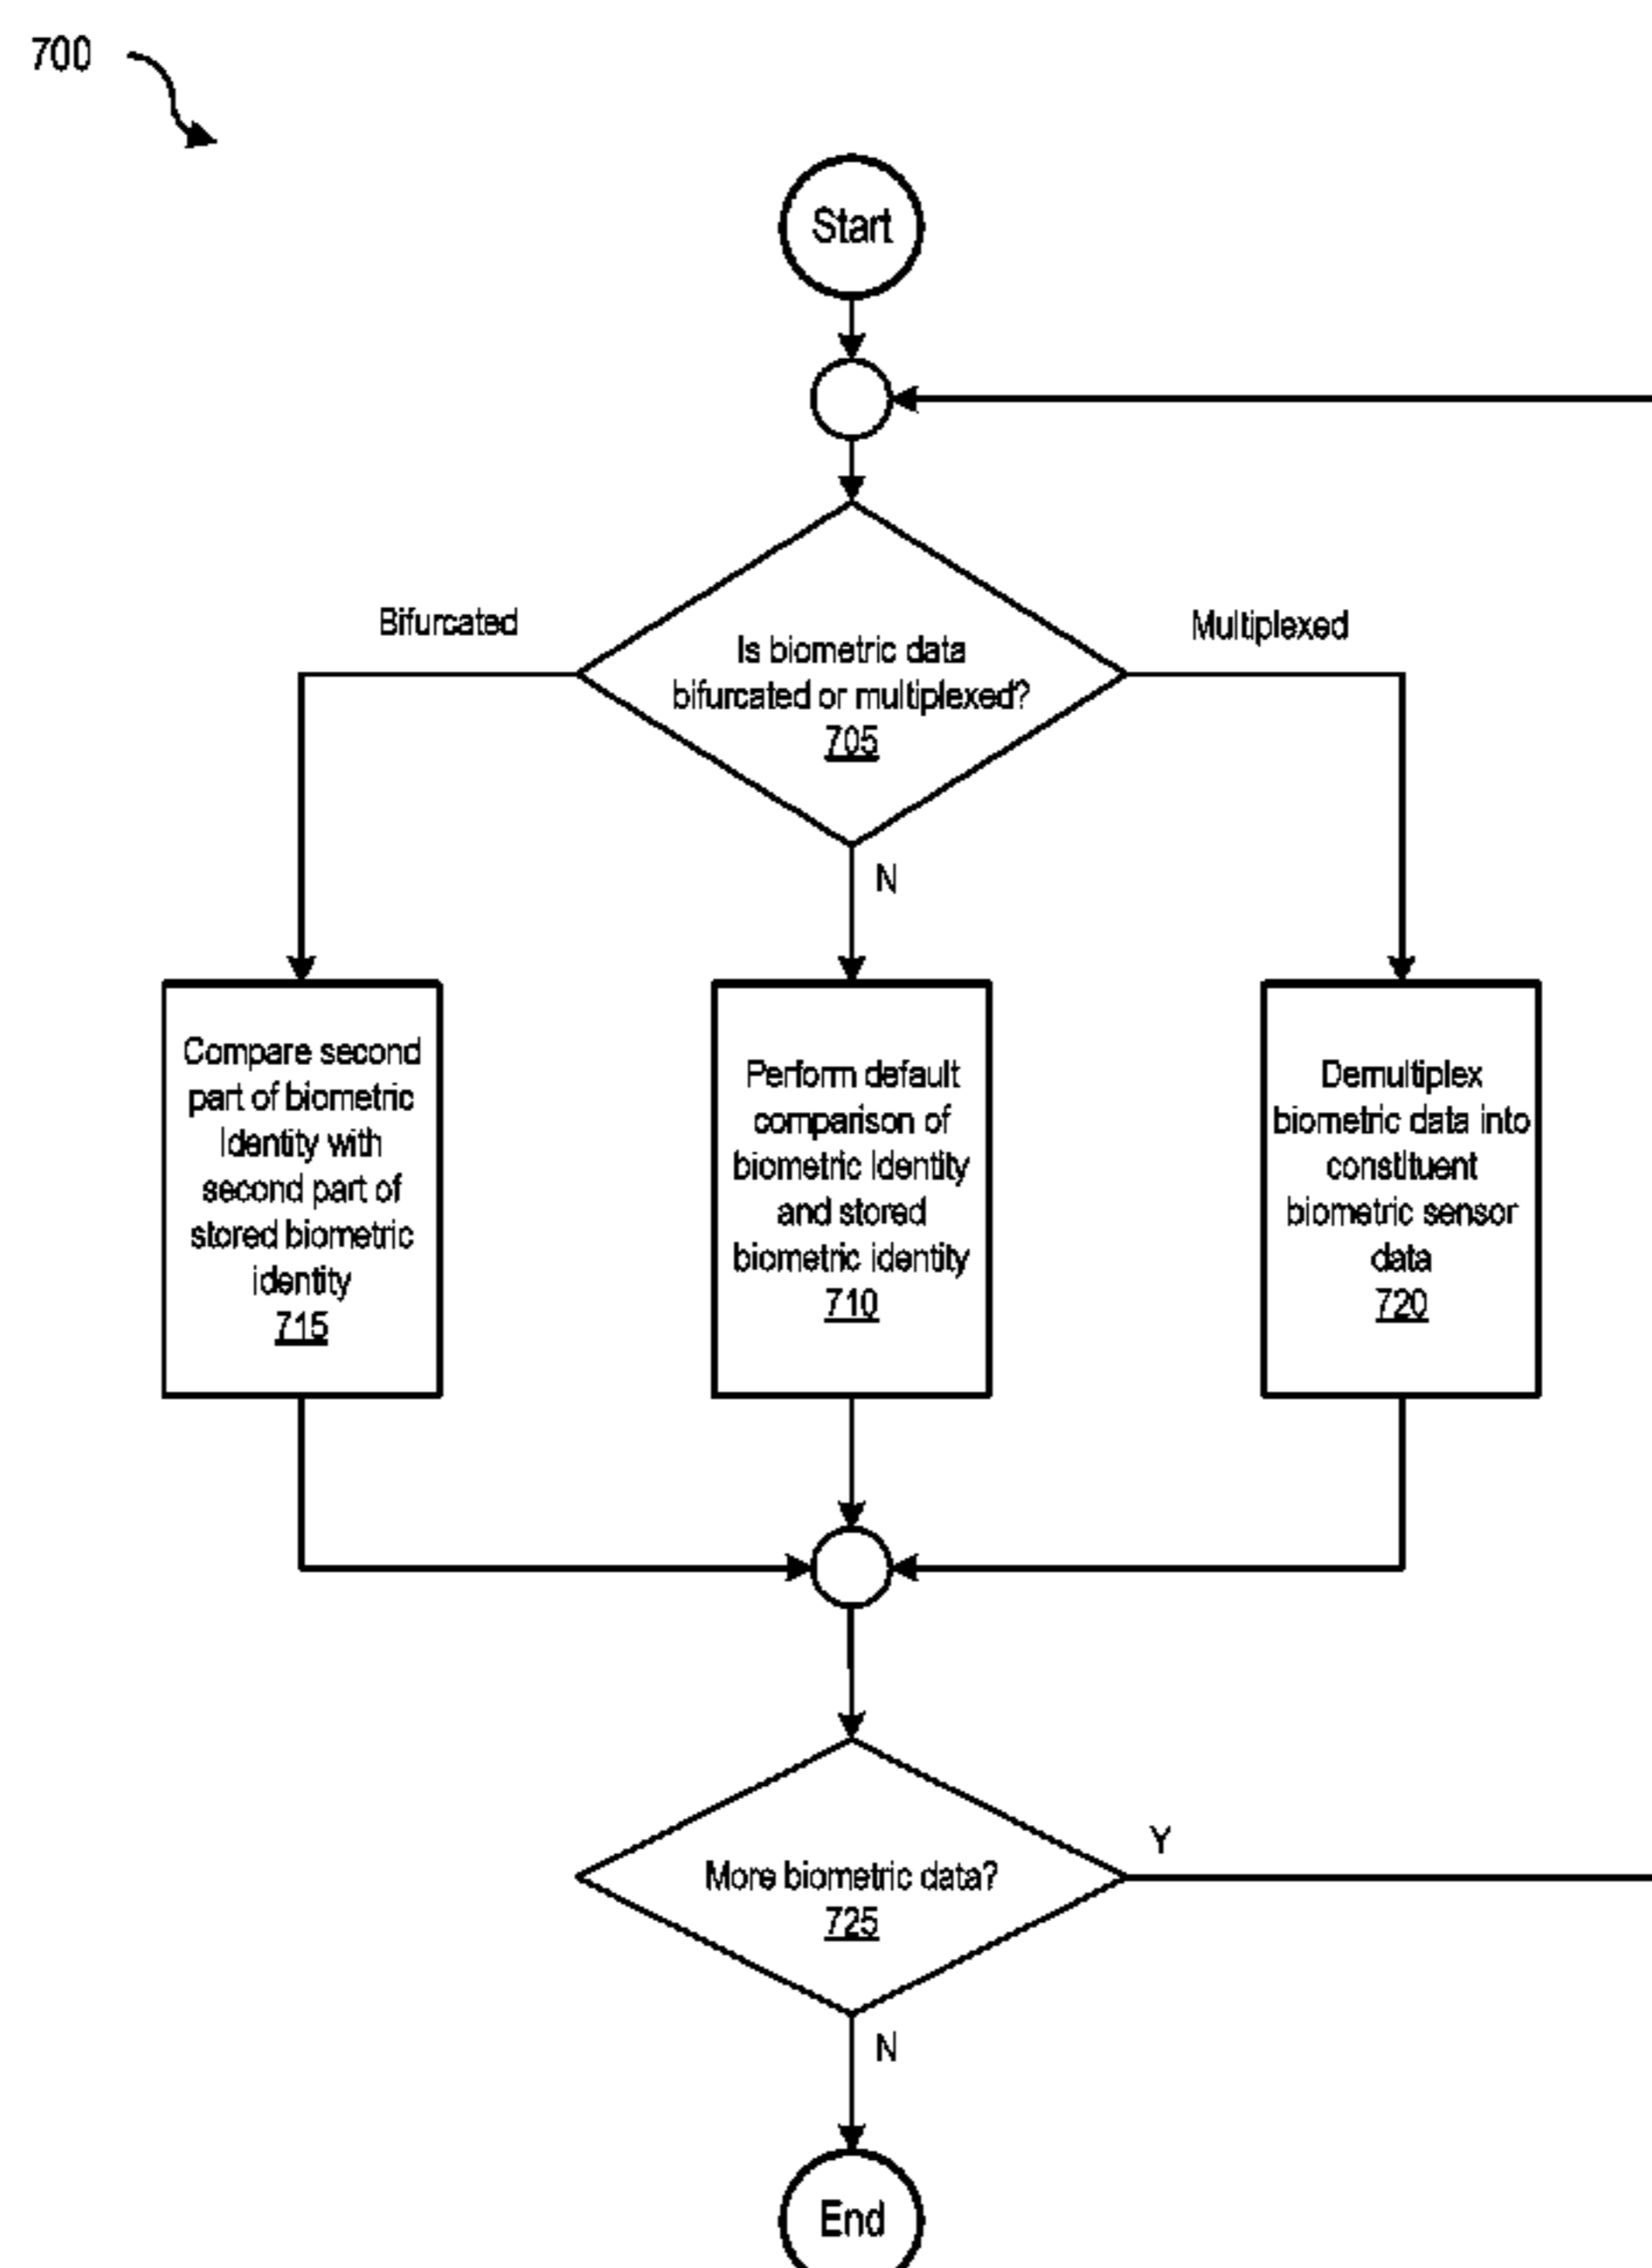 700
Start
Bifurcated
Multiplexed
Is biometric data
bifurcated or multiplexed?
705
N
Compare second
part of biometric
Identity with
second part of
stored biometric
identity
715
Perform default
comparison of
biometric identity
and stored
biometric identity
710
Demultiplex
biometric data into
constituent
biometric sensor
data
720
Y
More biometric data?
725
N
End